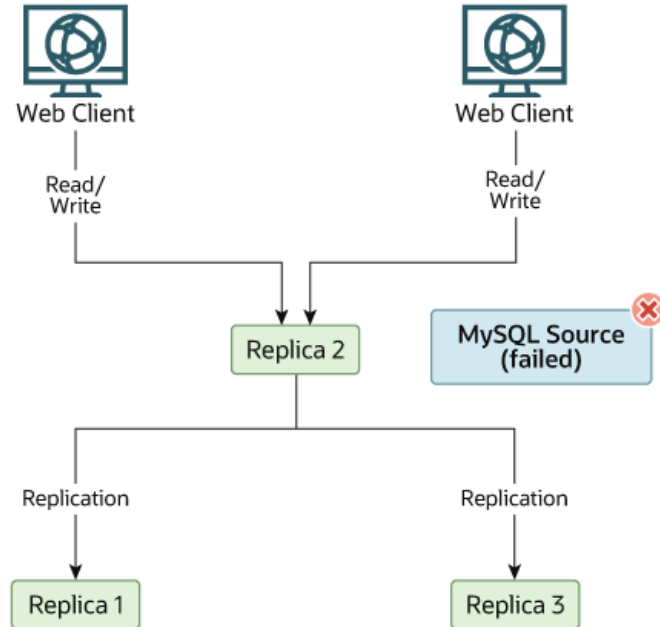 Web Client
Web Client
Read/
Write
Read/
Write
Replica 2
MySQL Source
(failed)
Replication
Replication
Replica 1
Replica 3